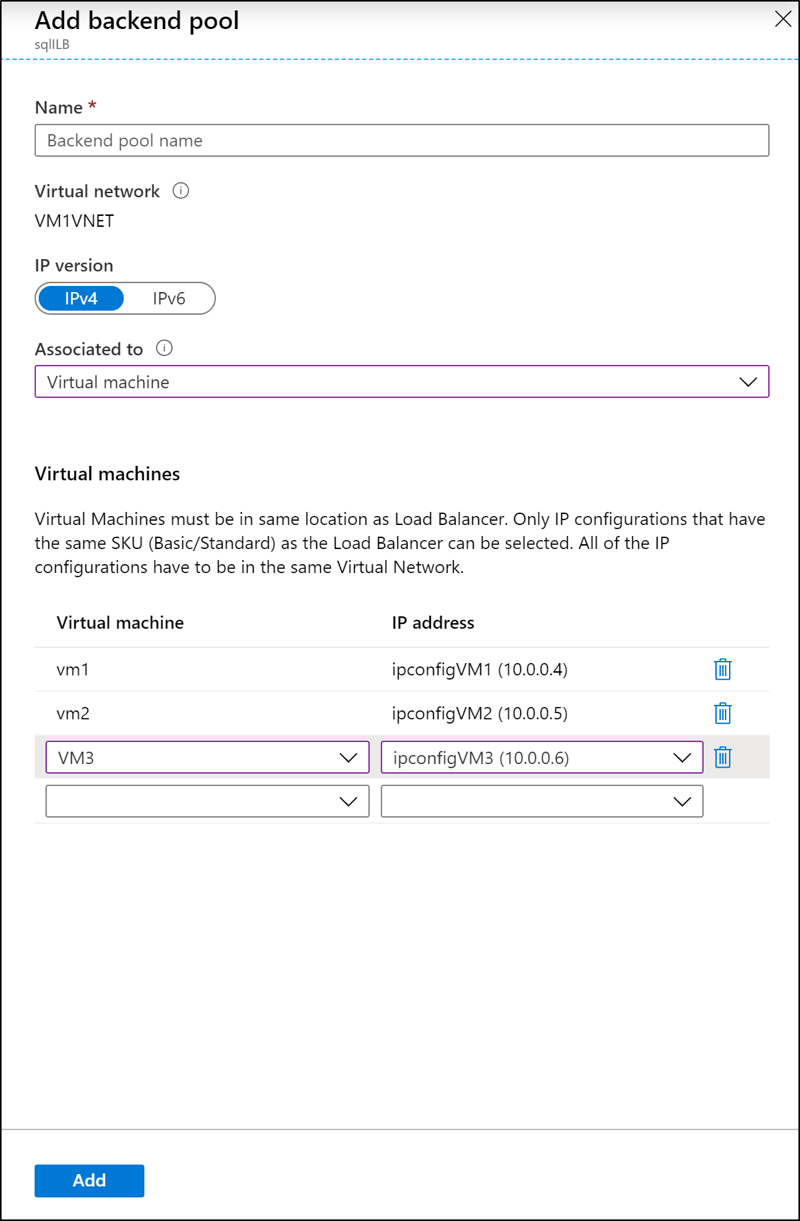 Add backend pool
sqlILB
Name *
Backend pool name
Virtual network
VM1VNET
IP version
IPv4 IPv6
Associated to
Virtual machine
Virtual machines
Virtual Machines must be in same location as Load Balancer. Only IP configurations that have
the same SKU (Basic/Standard) as the Load Balancer can be selected. All of the IP
configurations have to be in the same Virtual Network.
Virtual machine IP address
vm1 ipconfigVM1 (10.0.0.4)
vm2 ipconfigVM2 (10.0.0.5)
VM3 ipconfigVM3 (10.0.0.6)
Add